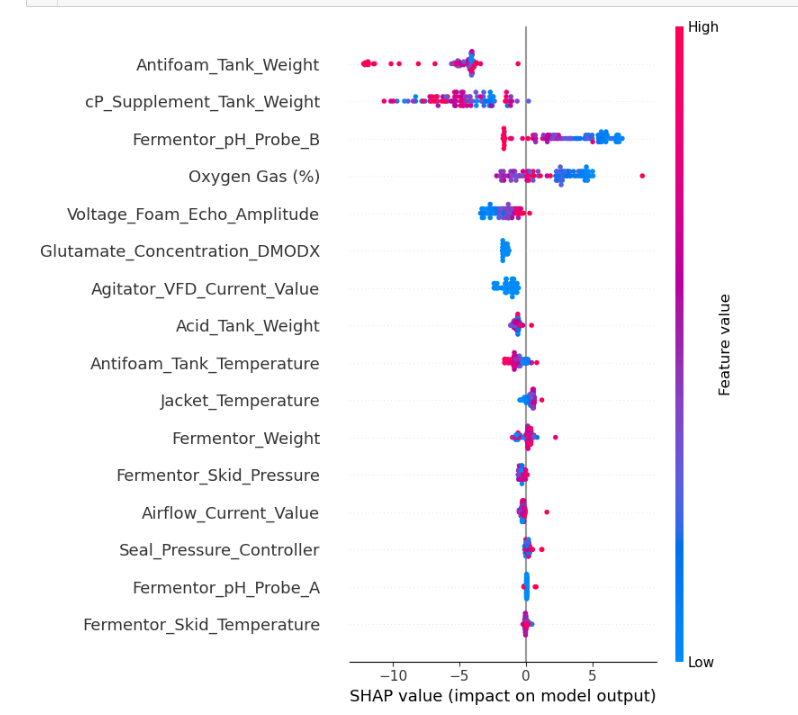 High
Antifoam_Tank_Weight
cP_Supplement_Tank_Weight
Fermentor_pH_Probe_B
Oxygen Gas (%)
Voltage_Foam_Echo_Amplitude
Glutamate_Concentration_DMODX
Agitator_VFD_Current_Value
Acid_Tank_Weight
Antifoam_Tank_Temperature
Jacket_Temperature
Fermentor_Weight
Fermentor_Skid_Pressure
Airflow_Current_Value
Seal_Pressure_Controller
Fermentor_pH_Probe_A
Fermentor_Skid_Temperature
Feature value
Low
−10 −5 0 5
SHAP value (impact on model output)